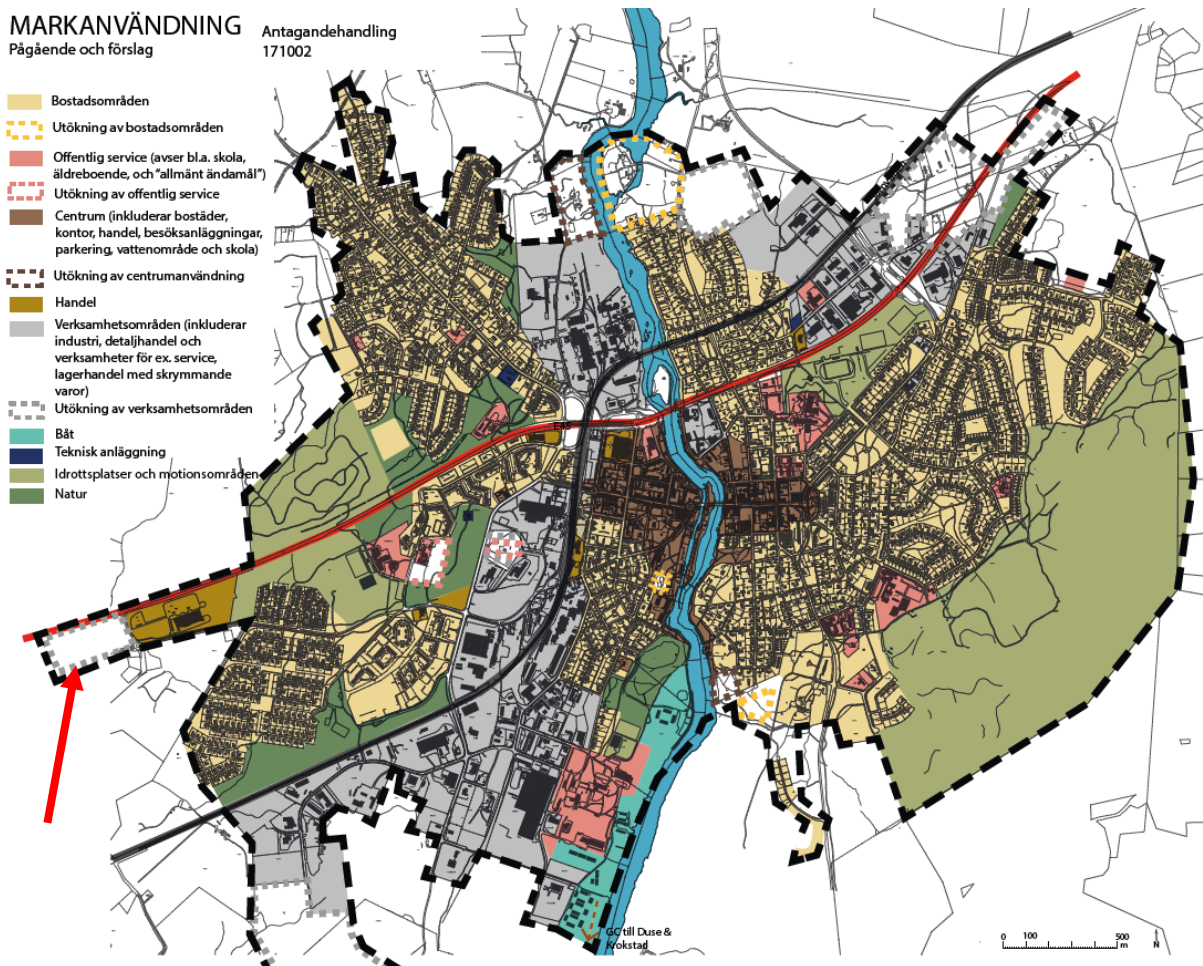 MARKANVÄNDNING
Pågående och förslag
Antagandehandling
171002
Bostadsområden
Utökning av bostadsområden
Offentlig service (avser bl.a. skola,
äldreboende, och "allmänt ändamål")
Utökning av offentlig service
Centrum (inkluderar bostäder,
kontor, handel, besöksanläggningar,
parkering, vattenområde och skola)
Utökning av centrumanvändning
Handel
Verksamhetsområden (inkluderar
industri, detaljhandel och
verksamheter för ex. service,
lagerhandel med skrymmande
varor)
Utökning av verksamhetsområden
Båt
Teknisk anläggning
Idrottsplatser och motionsområden
Natur
E45
GC till Duse &
Krokstad
0 100 500
m N